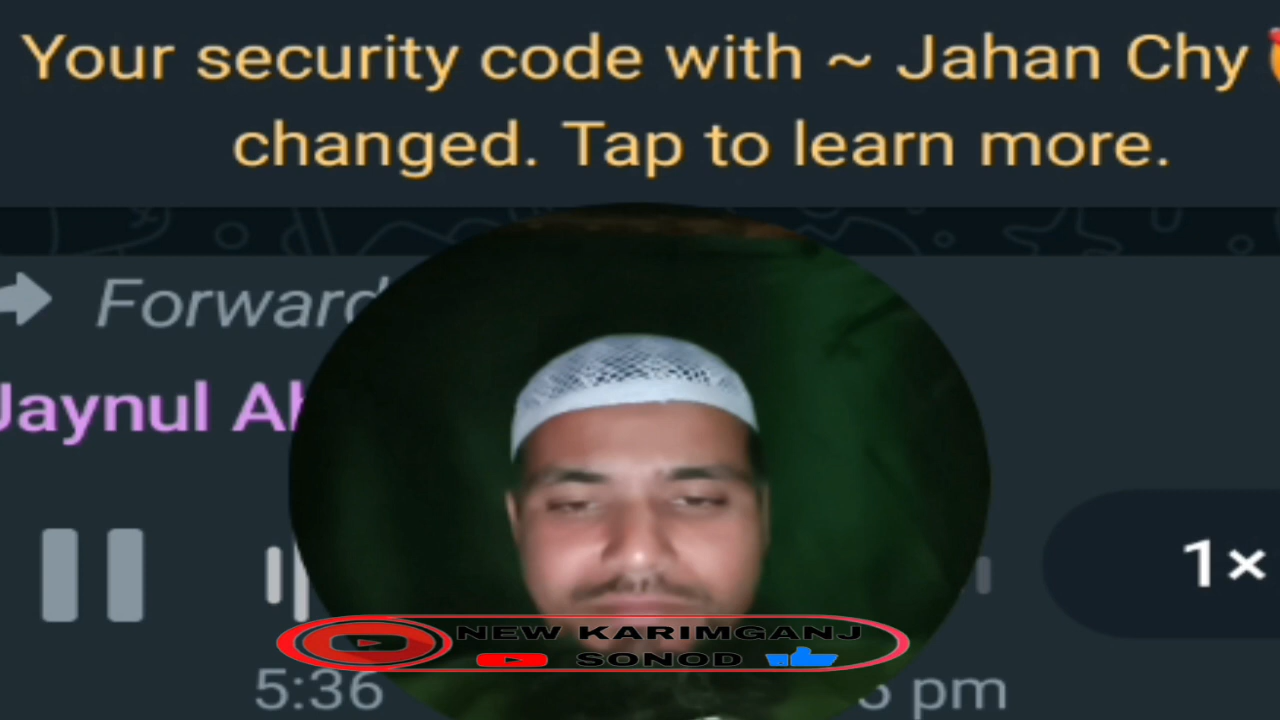 Your security code with ~ Jahan Chy
changed. Tap to learn more.
Forward
Jaynul Ah
1×
NEW KARIMGANJ
SONOD
5:36
pm